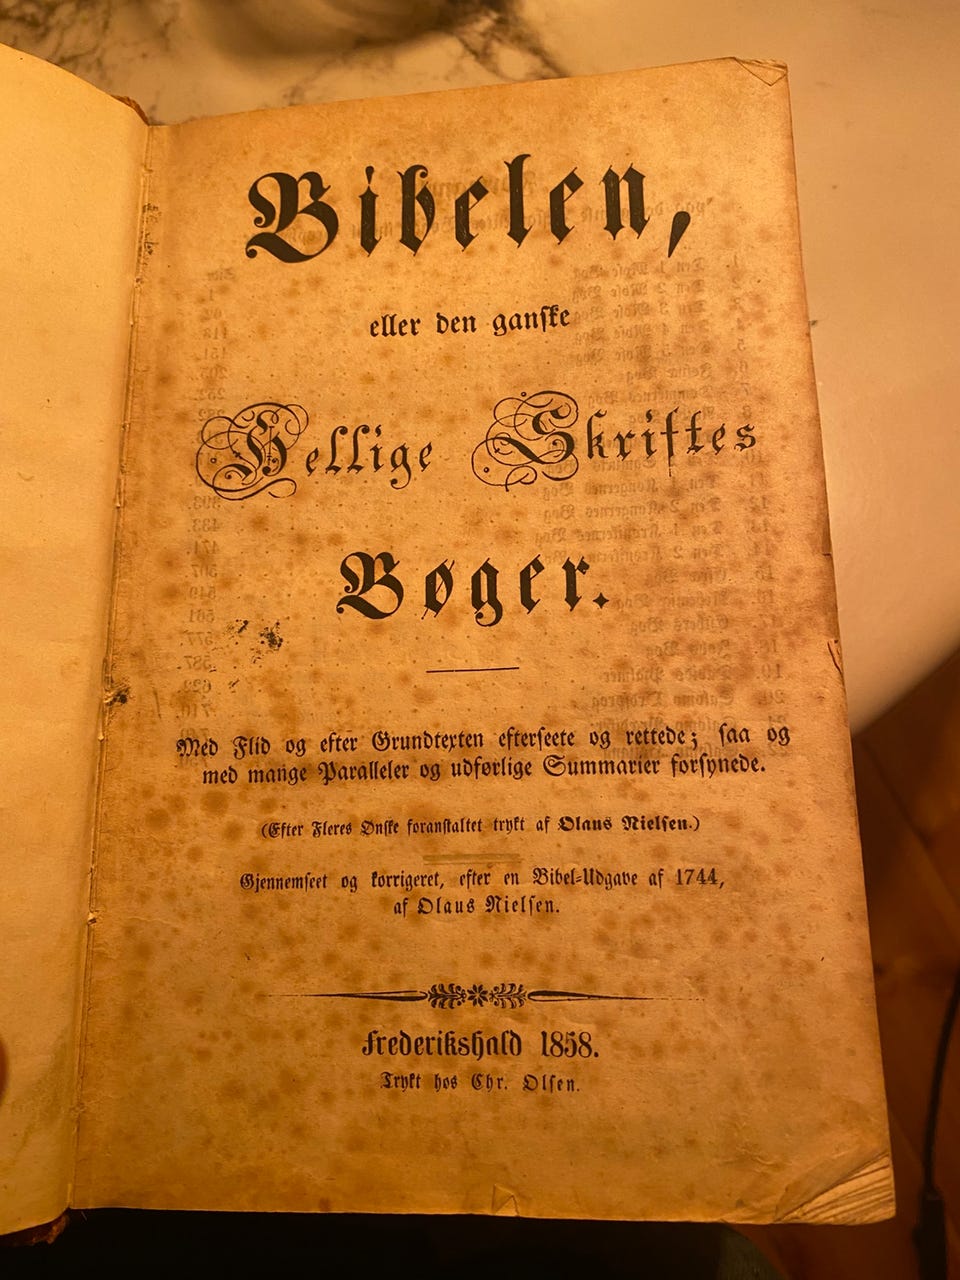 Bibelen,
eller den ganske
Hellige Skriftes
Bøger.
Med Flid og efter Grundtexten efterseete og rettede; saa og
med mange Paralleler og udførlige Summarier forsynede.
(Efter Fleres Ønske foranstaltet trykt af Olaus Nielsen.)
Gjennemseet og korrigeret, efter en Bibel=Udgave af 1744,
af Olaus Nielsen.
Frederikshald 1858.
Trykt hos Chr. Olsen.